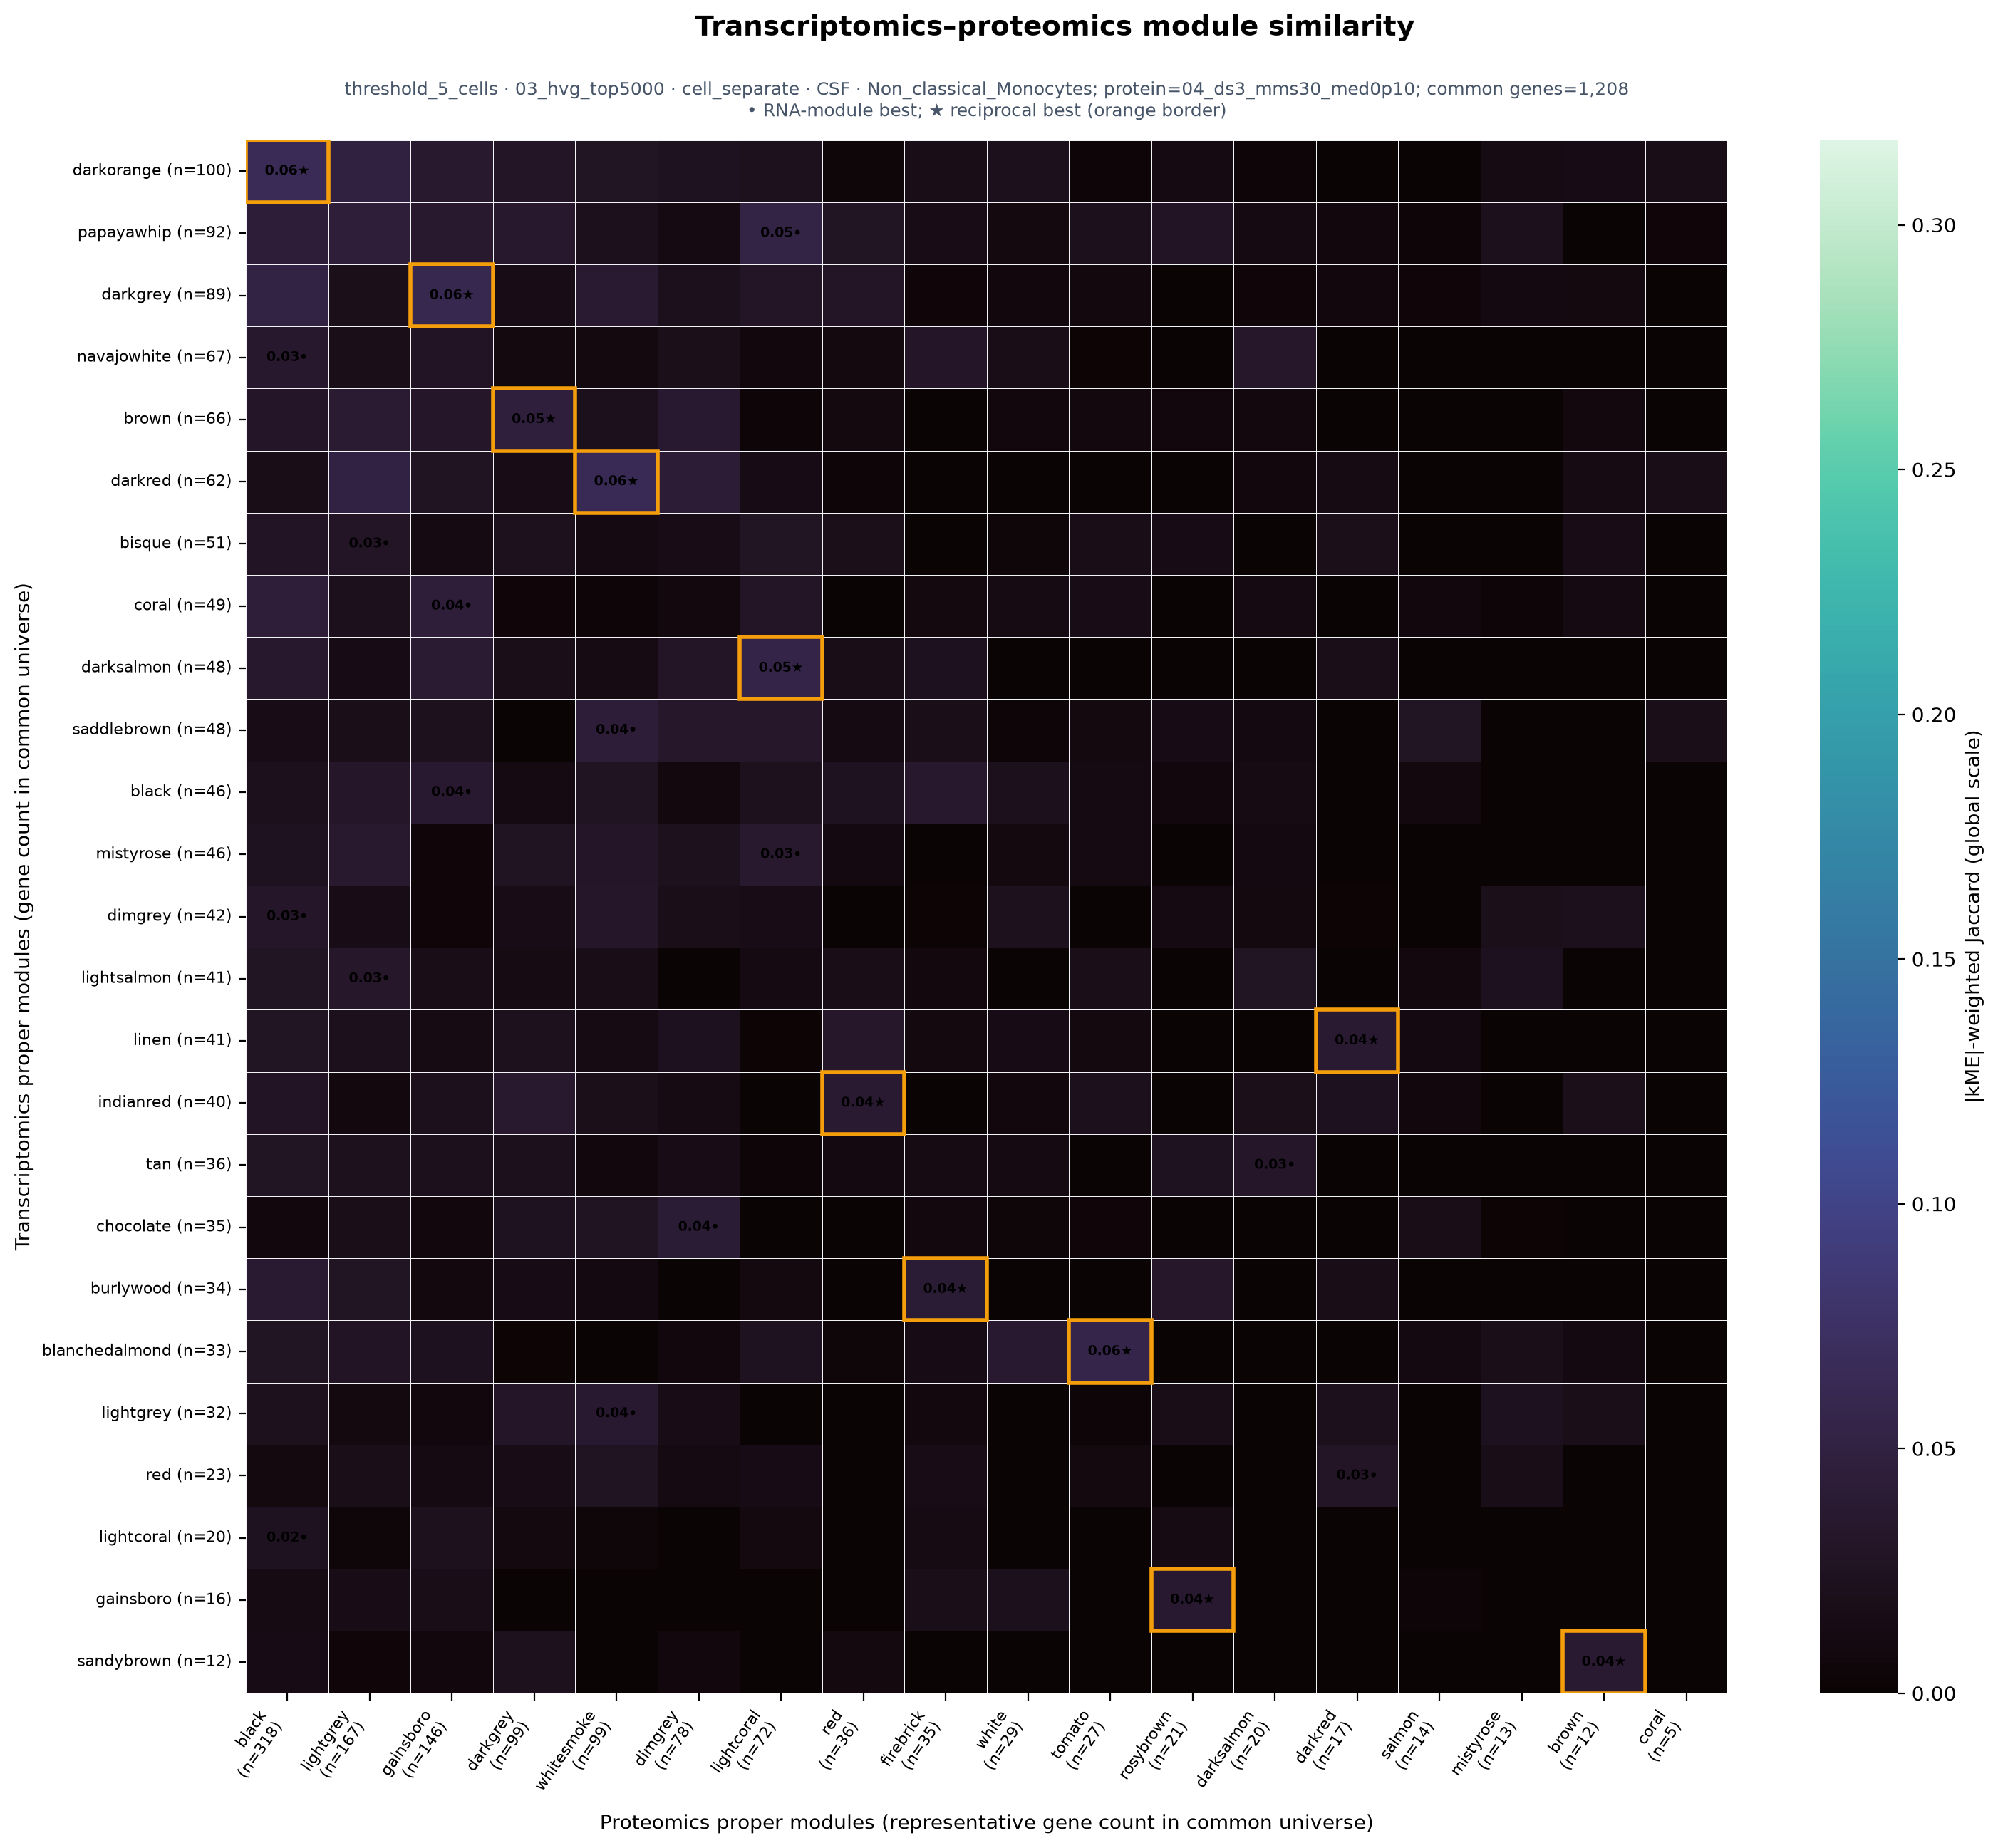 Transcriptomics–proteomics module similarity
threshold_5_cells · 03_hvg_top5000 · cell_separate · CSF · Non_classical_Monocytes; protein=04_ds3_mms30_med0p10; common genes=1,208
• RNA-module best; ★ reciprocal best (orange border)
Transcriptomics proper modules (gene count in common universe)
darkorange (n=100)
0.06★
papayawhip (n=92)
0.05•
darkgrey (n=89)
0.06★
navajowhite (n=67)
0.03•
brown (n=66)
0.05★
darkred (n=62)
0.06★
bisque (n=51)
0.03•
coral (n=49)
0.04•
darksalmon (n=48)
0.05★
saddlebrown (n=48)
0.04•
black (n=46)
0.04•
mistyrose (n=46)
0.03•
dimgrey (n=42)
0.03•
lightsalmon (n=41)
0.03•
linen (n=41)
0.04★
indianred (n=40)
0.04★
tan (n=36)
0.03•
chocolate (n=35)
0.04•
burlywood (n=34)
0.04★
blanchedalmond (n=33)
0.06★
lightgrey (n=32)
0.04•
red (n=23)
0.03•
lightcoral (n=20)
0.02•
gainsboro (n=16)
0.04★
sandybrown (n=12)
0.04★
black
(n=318)
lightgrey
(n=167)
gainsboro
(n=146)
darkgrey
(n=99)
whitesmoke
(n=99)
dimgrey
(n=78)
lightcoral
(n=72)
red
(n=36)
firebrick
(n=35)
white
(n=29)
tomato
(n=27)
rosybrown
(n=21)
darksalmon
(n=20)
darkred
(n=17)
salmon
(n=14)
mistyrose
(n=13)
brown
(n=12)
coral
(n=5)
Proteomics proper modules (representative gene count in common universe)
0.30
0.25
0.20
0.15
0.10
0.05
0.00
|kME|-weighted Jaccard (global scale)